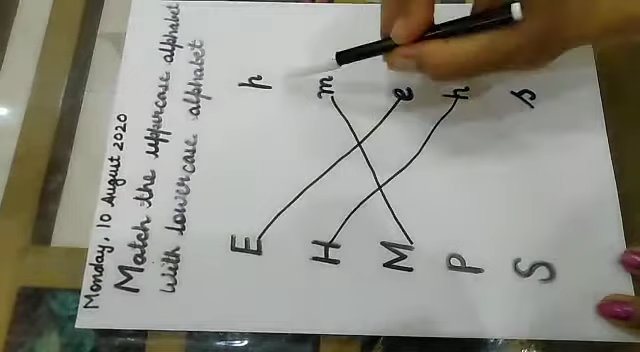 Monday, 10 August 2020
Match the uppercase alphabet
With lowercase alphabet
E p
H m
M e
P h
S s